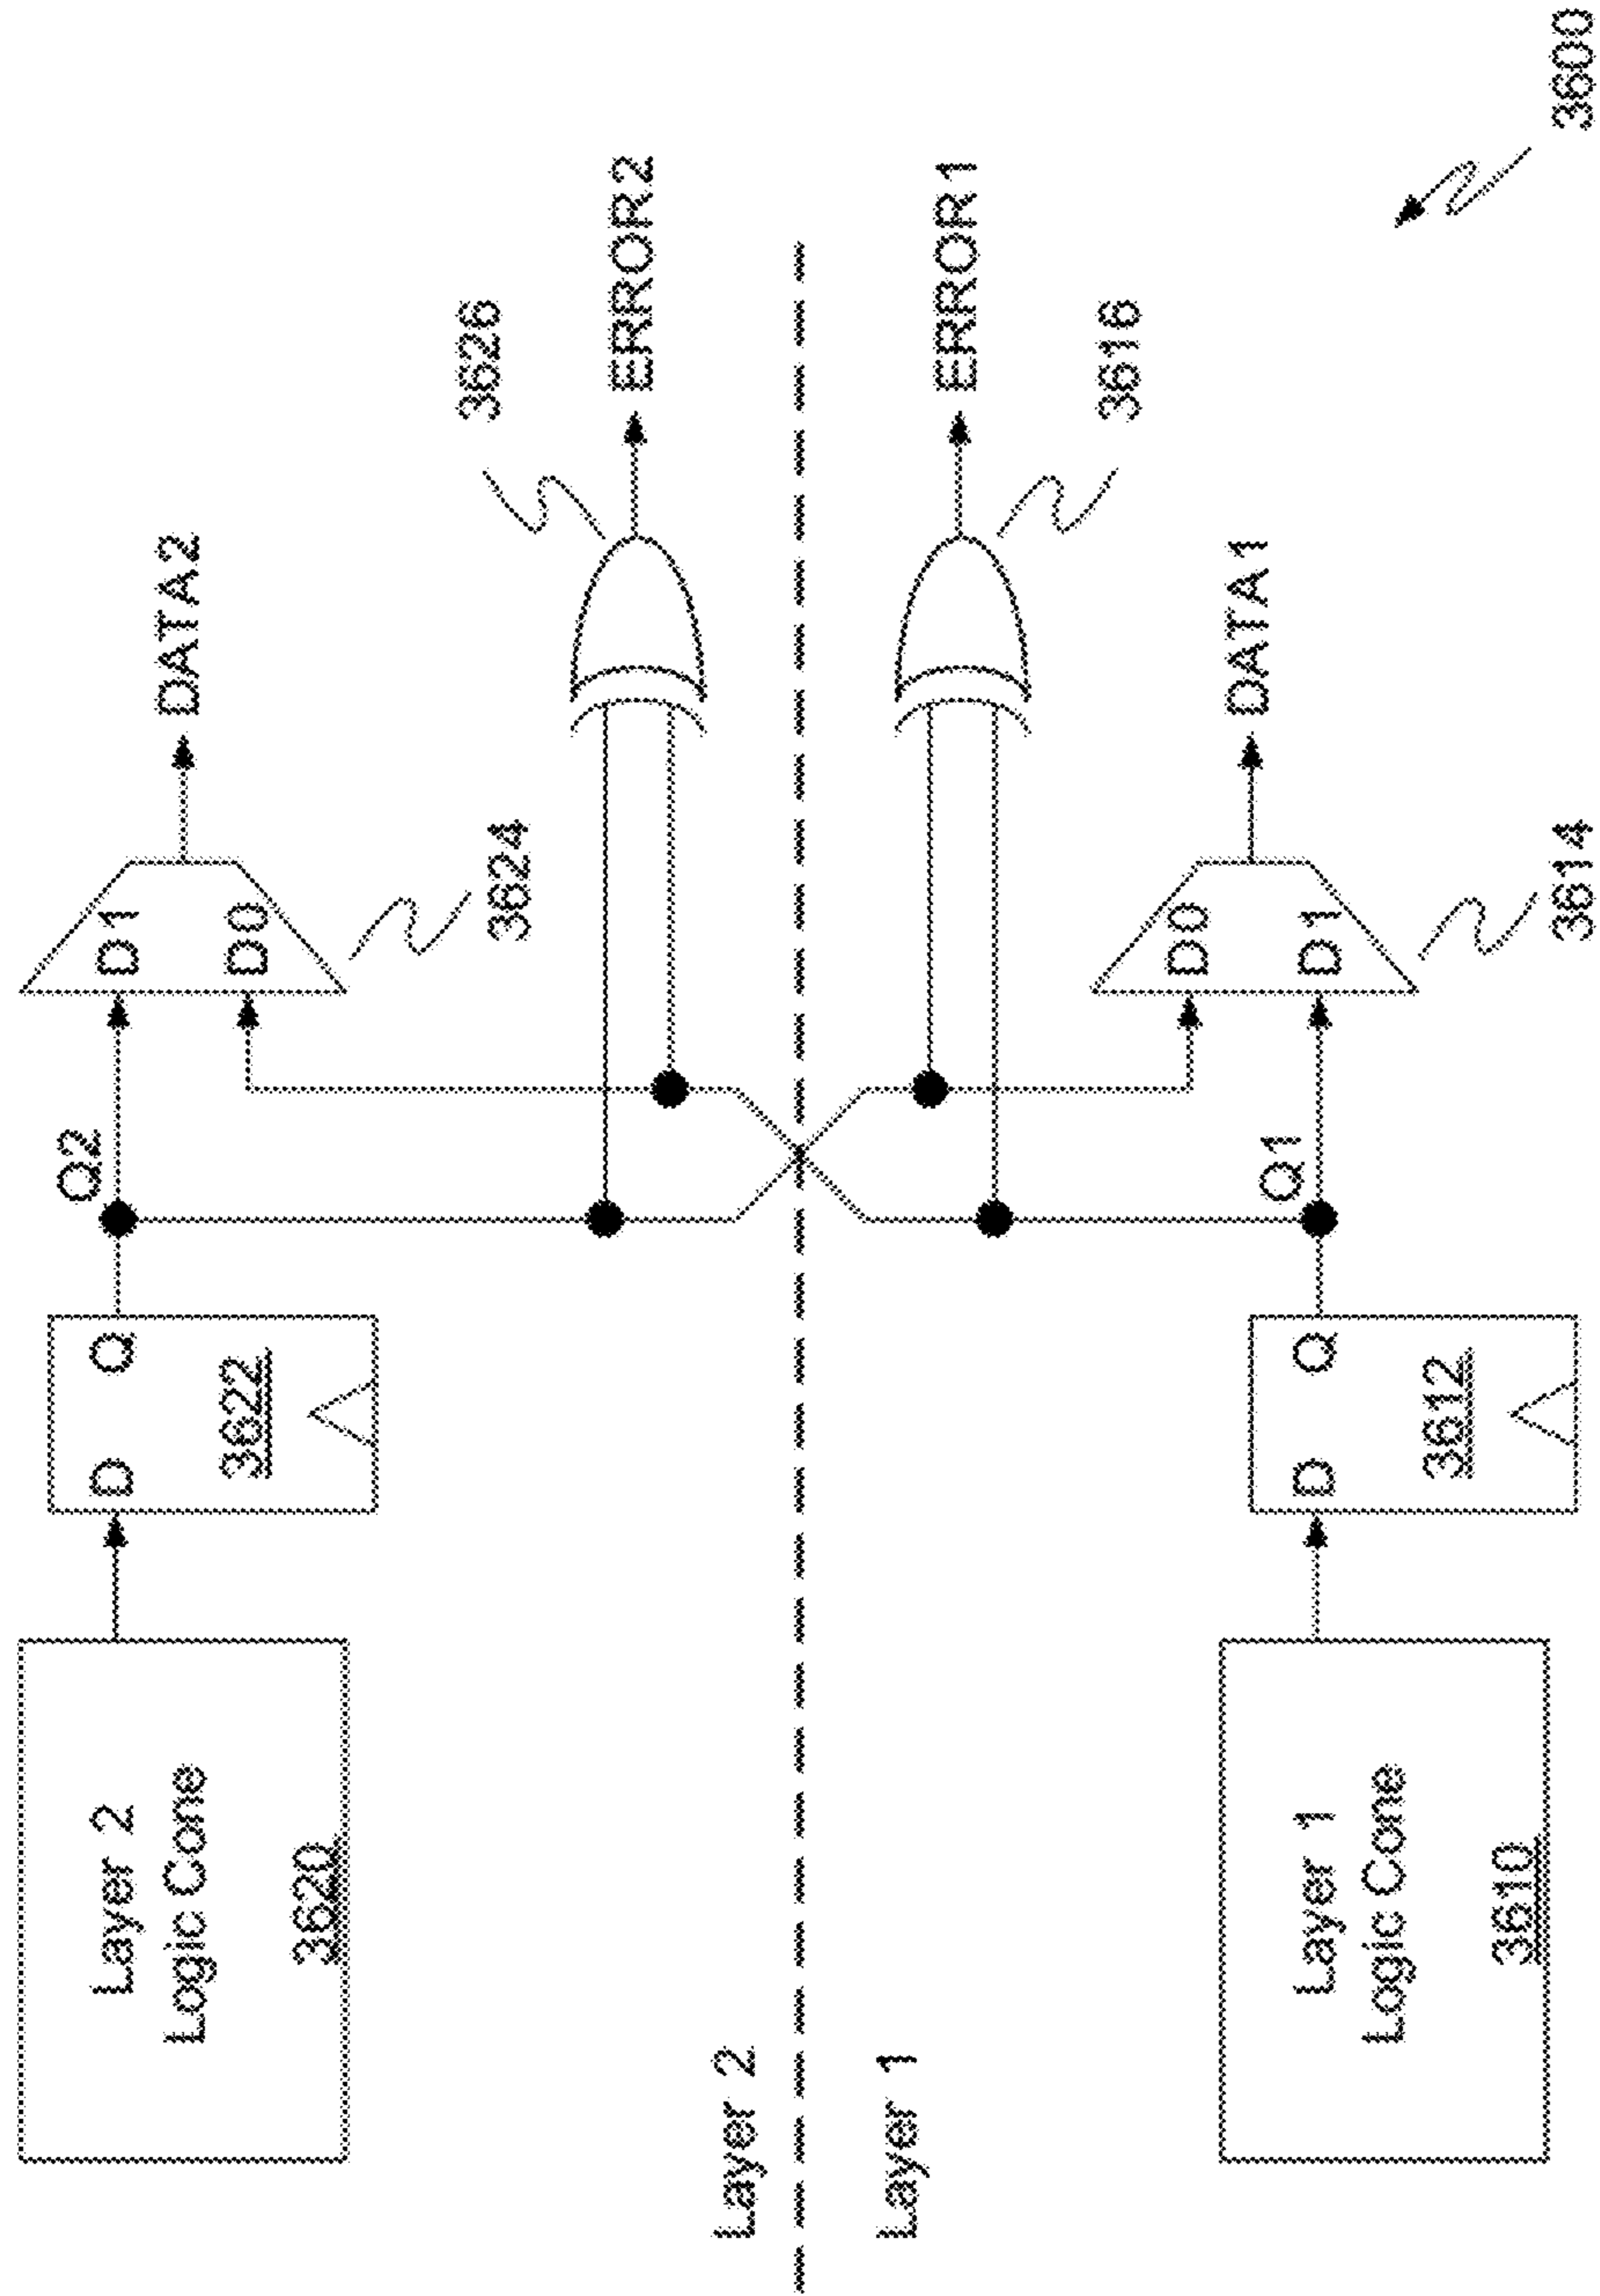 Layer 2
Logic Cone
3620
D Q
3622
Q2
D1
D0
3624
DATA2
3626
ERROR2
Layer 2
Layer 1
ERROR1
3616
Layer 1
Logic Cone
3610
D Q
3612
Q1
D0
D1
3614
DATA1
3600